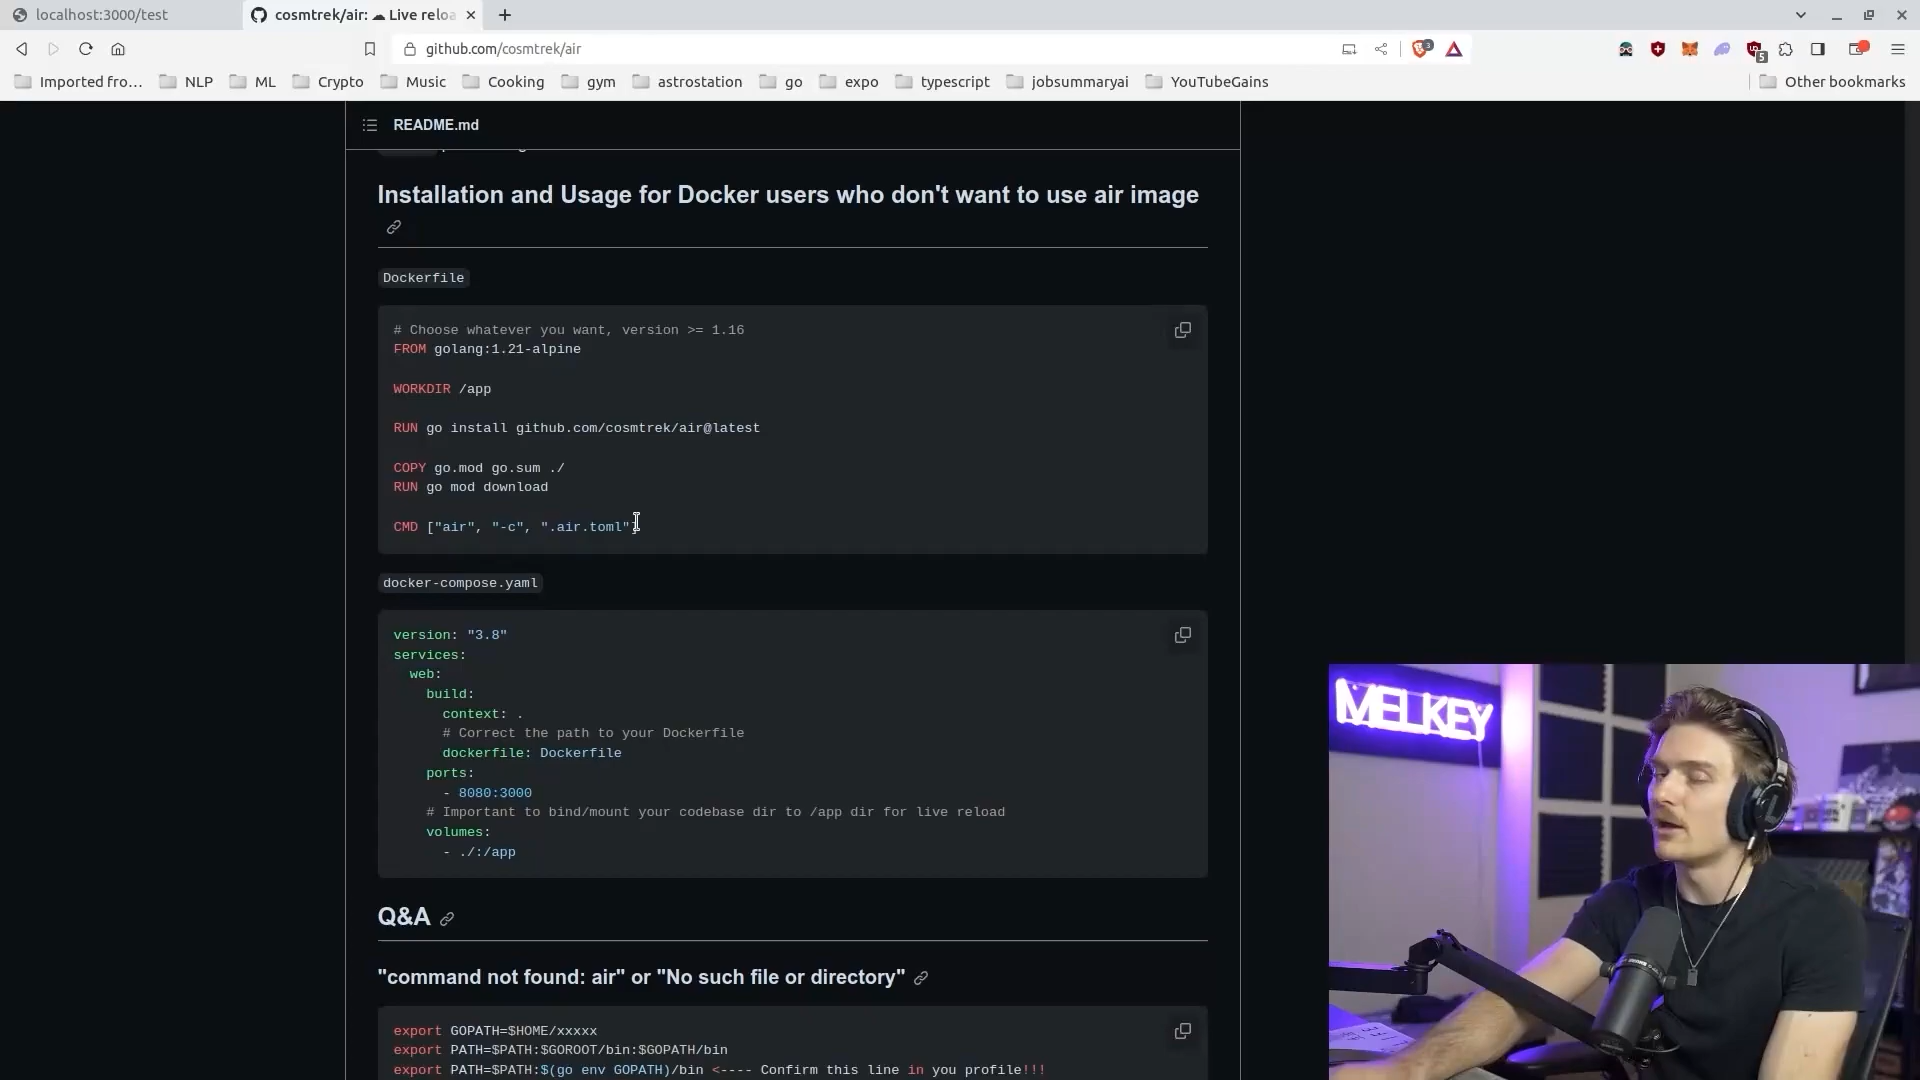 localhost:3000/test
cosmtrek/air: ☁ Live reloa
github.com/cosmtrek/air
3
5
Imported fro...
NLP
ML
Crypto
Music
Cooking
gym
astrostation
go
expo
typescript
jobsummaryai
YouTubeGains
Other bookmarks
README.md
Installation and Usage for Docker users who don't want to use air image
Dockerfile
# Choose whatever you want, version >= 1.16
FROM golang:1.21-alpine
WORKDIR /app
RUN go install github.com/cosmtrek/air@latest
COPY go.mod go.sum ./
RUN go mod download
CMD ["air", "-c", ".air.toml"]
docker-compose.yaml
version: "3.8"
services:
  web:
    build:
      context: .
      # Correct the path to your Dockerfile
      dockerfile: Dockerfile
    ports:
      - 8080:3000
    # Important to bind/mount your codebase dir to /app dir for live reload
    volumes:
      - ./:/app
Q&A
"command not found: air" or "No such file or directory"
export GOPATH=$HOME/xxxxx
export PATH=$PATH:$GOROOT/bin:$GOPATH/bin
export PATH=$PATH:$(go env GOPATH)/bin <---- Confirm this line in you profile!!!
MELKEY